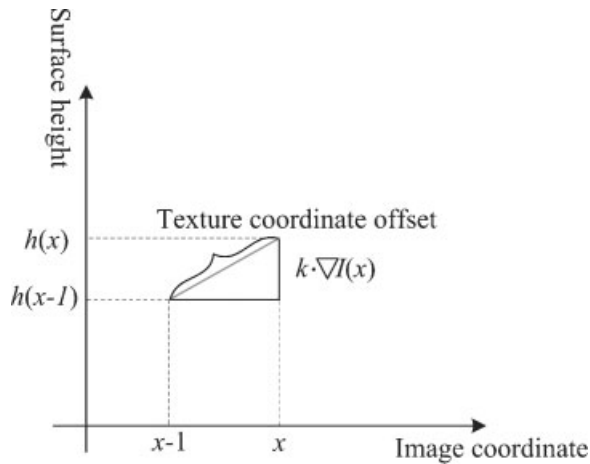 Surface height
Texture coordinate offset
h(x)
k·∇I(x)
h(x-1)
x-1
x
Image coordinate